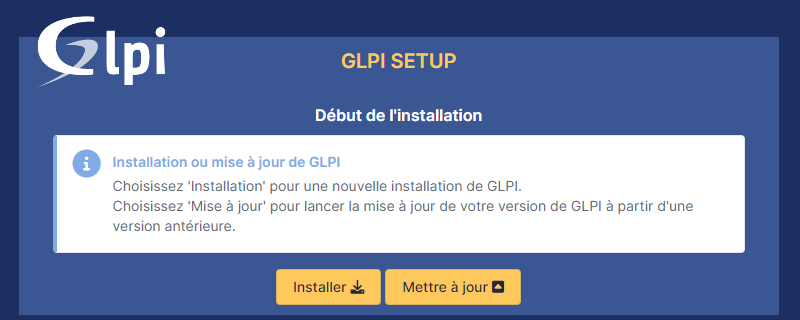 Glpi
GLPI SETUP
Début de l'installation
Installation ou mise à jour de GLPI
Choisissez 'Installation' pour une nouvelle installation de GLPI.
Choisissez 'Mise à jour' pour lancer la mise à jour de votre version de GLPI à partir d'une
version antérieure.
Installer
Mettre à jour